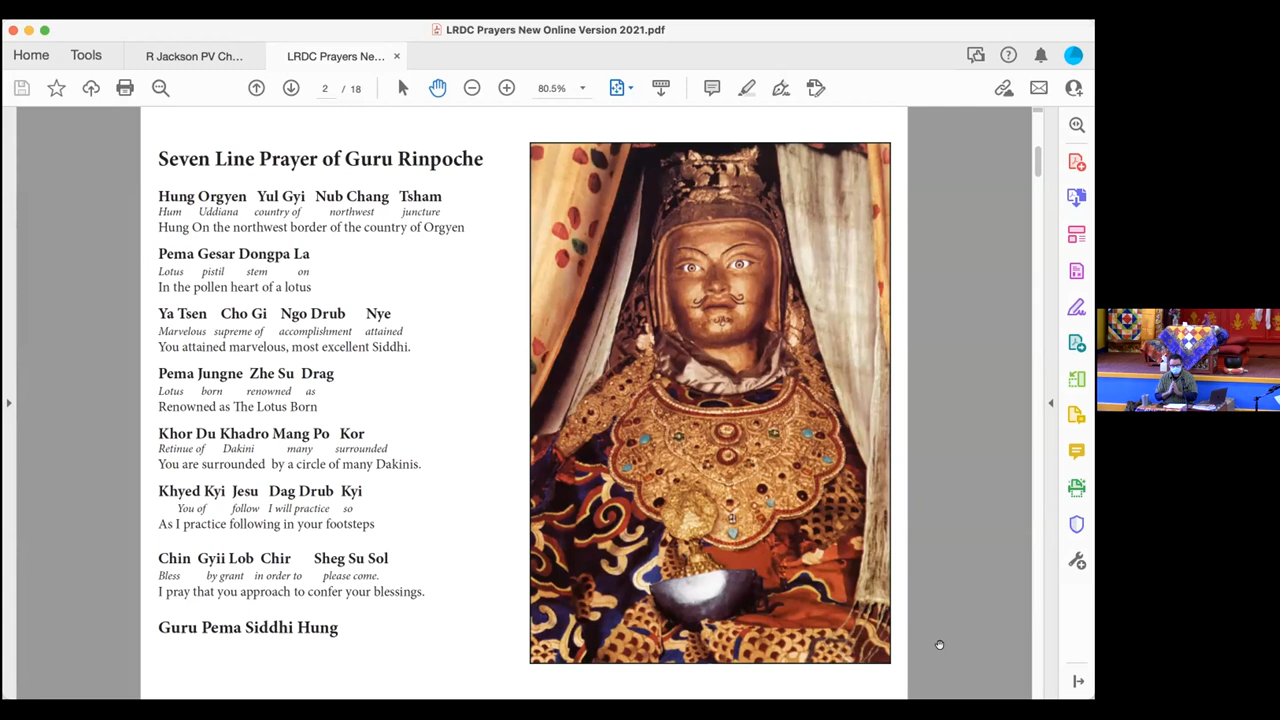 LRDC Prayers New Online Version 2021.pdf
Home Tools R Jackson PV Ch... LRDC Prayers Ne... ×
2 / 18 80.5%
Seven Line Prayer of Guru Rinpoche
Hung Orgyen Yul Gyi Nub Chang Tsham
Hum Uddiana country of northwest juncture
Hung On the northwest border of the country of Orgyen
Pema Gesar Dongpa La
Lotus pistil stem on
In the pollen heart of a lotus
Ya Tsen Cho Gi Ngo Drub Nye
Marvelous supreme of accomplishment attained
You attained marvelous, most excellent Siddhi.
Pema Jungne Zhe Su Drag
Lotus born renowned as
Renowned as The Lotus Born
Khor Du Khadro Mang Po Kor
Retinue of Dakini many surrounded
You are surrounded by a circle of many Dakinis.
Khyed Kyi Jesu Dag Drub Kyi
You of follow I will practice so
As I practice following in your footsteps
Chin Gyii Lob Chir Sheg Su Sol
Bless by grant in order to please come.
I pray that you approach to confer your blessings.
Guru Pema Siddhi Hung